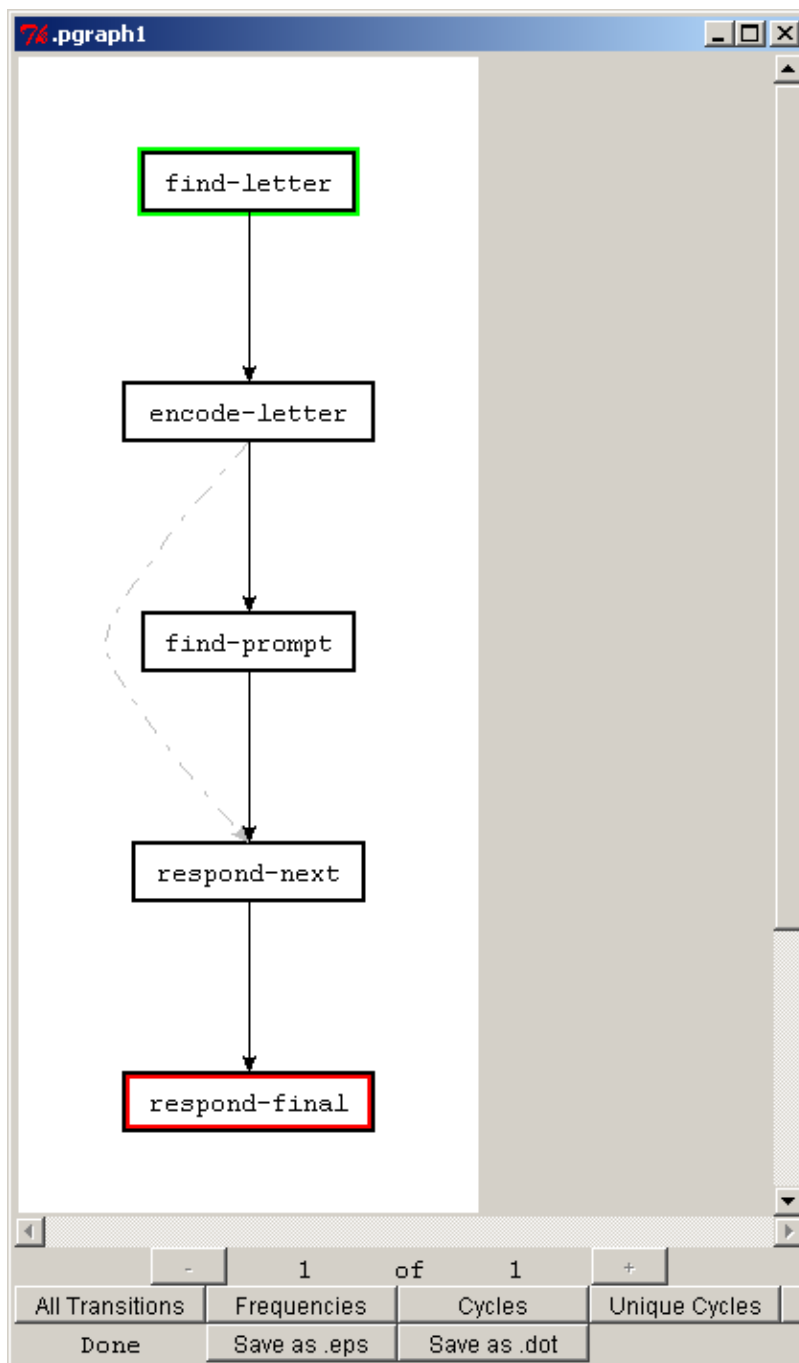 .pgraph1
find-letter
encode-letter
find-prompt
respond-next
respond-final
- 1 of 1 +
All Transitions Frequencies Cycles Unique Cycles
Done Save as .eps Save as .dot